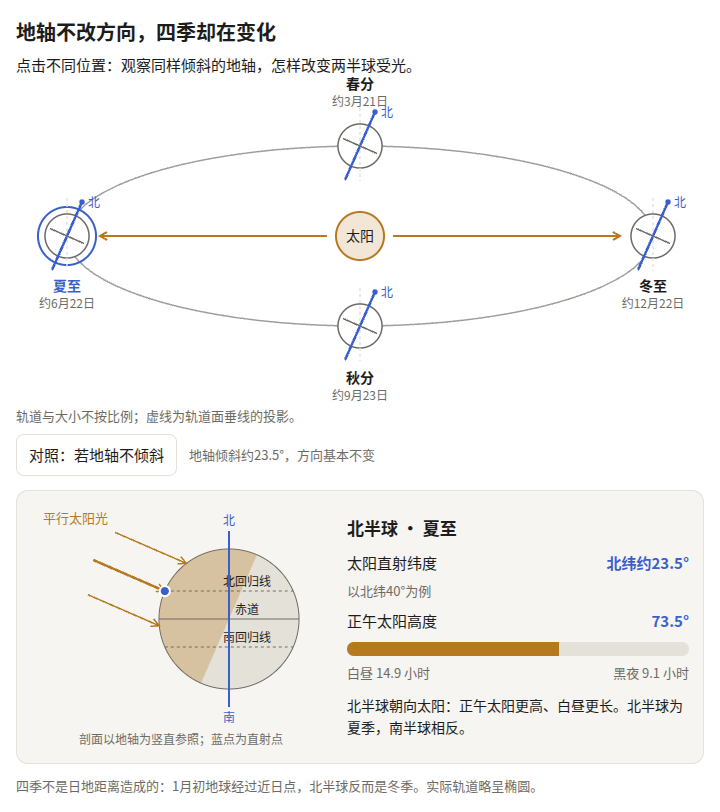 地轴不改方向，四季却在变化
点击不同位置：观察同样倾斜的地轴，怎样改变两半球受光。
春分
约3月21日
北
北
太阳
北
夏至
约6月22日
冬至
约12月22日
北
秋分
约9月23日
轨道与大小不按比例；虚线为轨道面垂线的投影。
对照：若地轴不倾斜
地轴倾斜约23.5°，方向基本不变
平行太阳光
北
北回归线
赤道
南回归线
南
剖面以地轴为竖直参照；蓝点为直射点
北半球 · 夏至
太阳直射纬度 北纬约23.5°
以北纬40°为例
正午太阳高度 73.5°
白昼 14.9 小时 黑夜 9.1 小时
北半球朝向太阳：正午太阳更高、白昼更长。北半球为
夏季，南半球相反。
四季不是日地距离造成的：1月初地球经过近日点，北半球反而是冬季。实际轨道略呈椭圆。